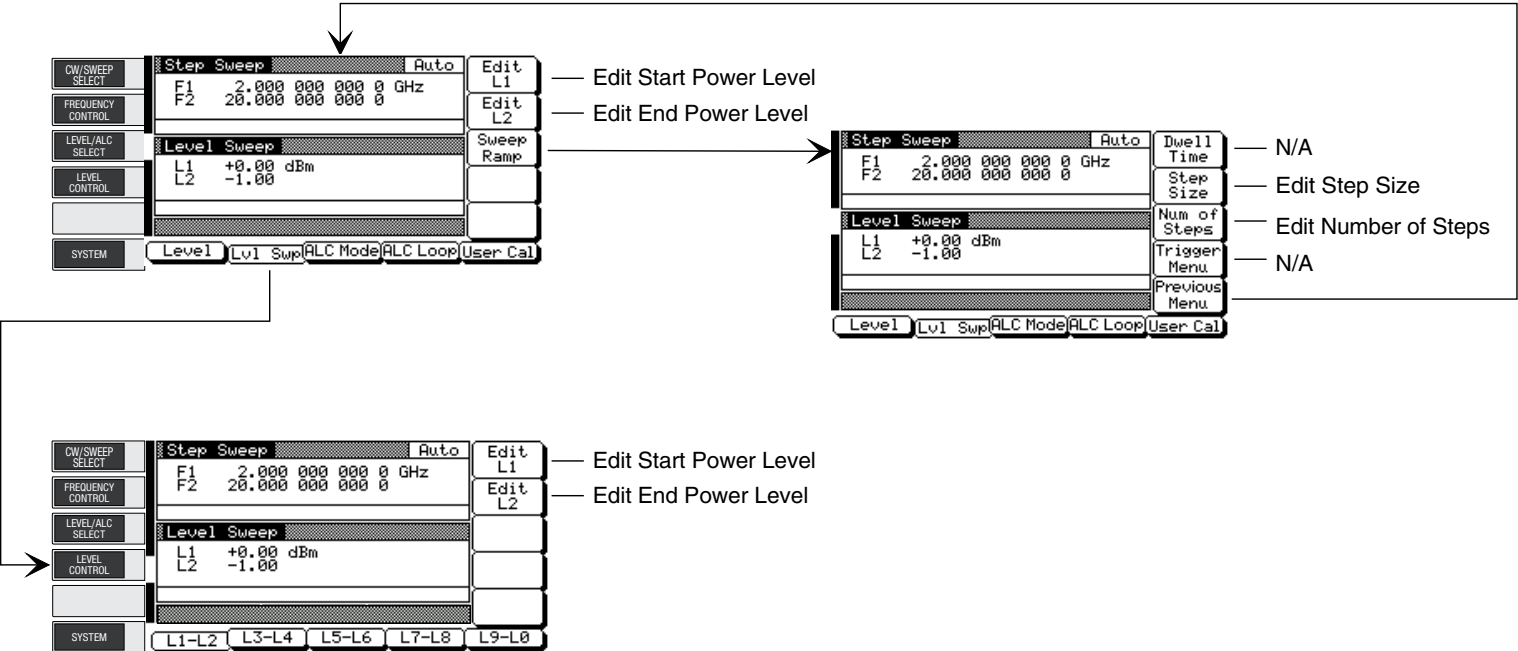 CW/SWEEP
SELECT
FREQUENCY
CONTROL
LEVEL/ALC
SELECT
LEVEL
CONTROL
SYSTEM
Step Sweep Auto
F1 2.000 000 000 0 GHz
F2 20.000 000 000 0
Level Sweep
L1 +0.00 dBm
L2 -1.00
Edit
L1
Edit
L2
Sweep
Ramp
Level Lvl Swp ALC Mode ALC Loop User Cal
Edit Start Power Level
Edit End Power Level
Step Sweep Auto
F1 2.000 000 000 0 GHz
F2 20.000 000 000 0
Level Sweep
L1 +0.00 dBm
L2 -1.00
Dwell
Time
Step
Size
Num of
Steps
Trigger
Menu
Previous
Menu
Level Lvl Swp ALC Mode ALC Loop User Cal
N/A
Edit Step Size
Edit Number of Steps
N/A
CW/SWEEP
SELECT
FREQUENCY
CONTROL
LEVEL/ALC
SELECT
LEVEL
CONTROL
SYSTEM
Step Sweep Auto
F1 2.000 000 000 0 GHz
F2 20.000 000 000 0
Level Sweep
L1 +0.00 dBm
L2 -1.00
Edit
L1
Edit
L2
L1-L2 L3-L4 L5-L6 L7-L8 L9-L0
Edit Start Power Level
Edit End Power Level